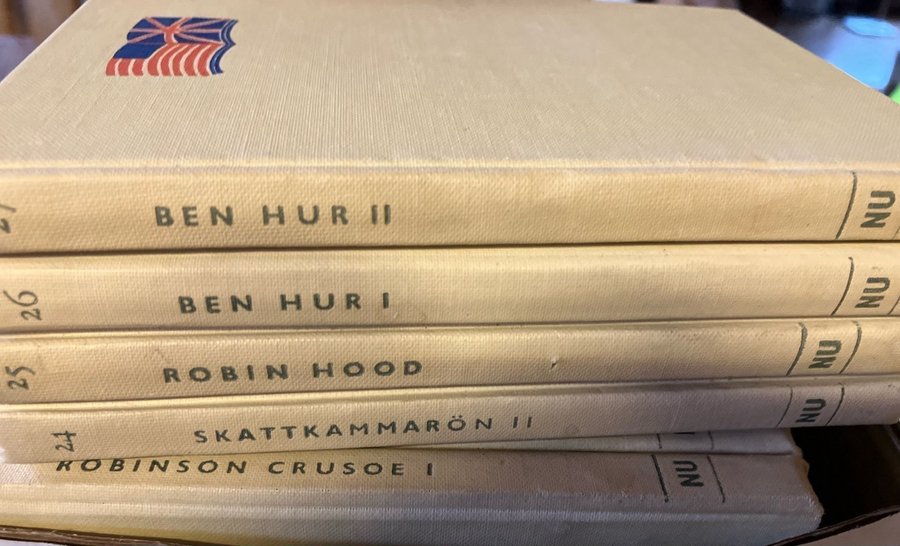 BEN HUR II NU
26 BEN HUR I NU
25 ROBIN HOOD NU
24 SKATTKAMMARÖN II NU
ROBINSON CRUSOE I NU